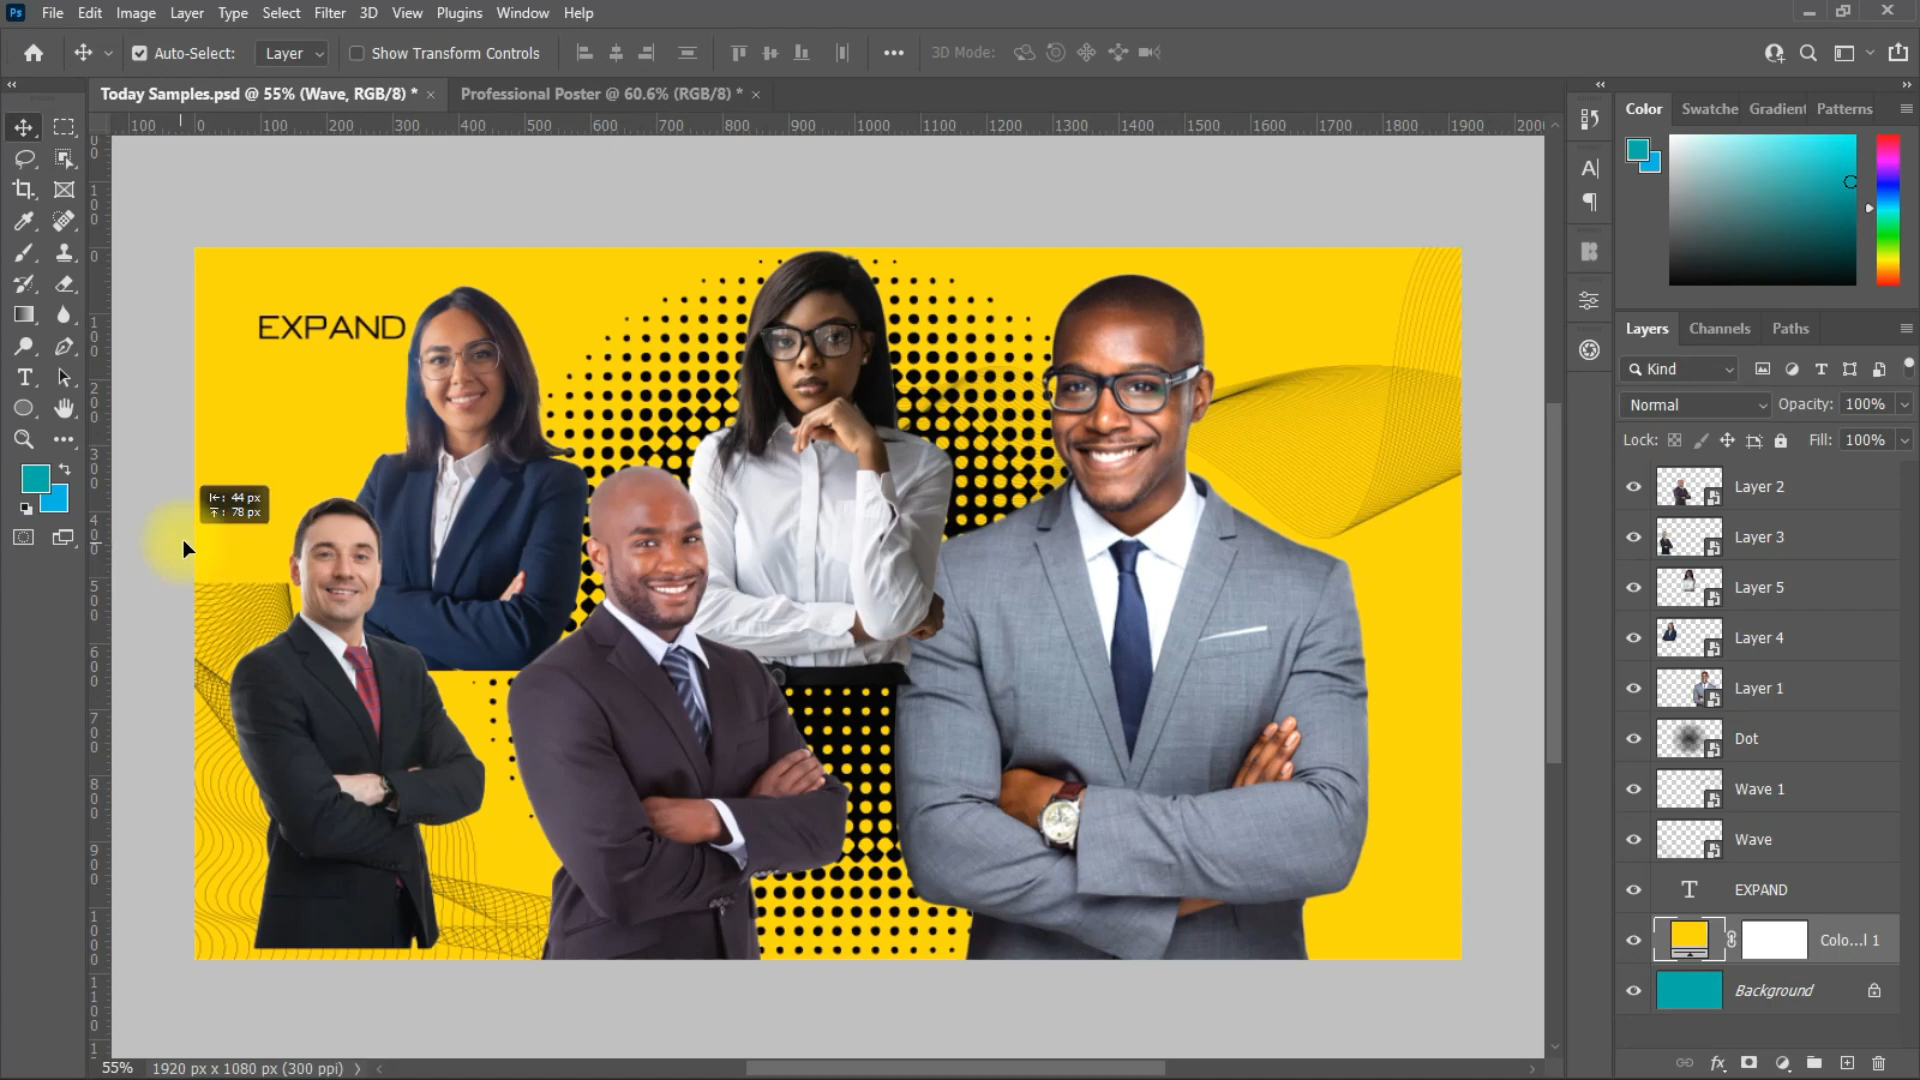 Ps File Edit Image Layer Type Select Filter 3D View Plugins Window Help
Auto-Select: Layer Show Transform Controls 3D Mode:
Today Samples.psd @ 55% (Wave, RGB/8) * Professional Poster @ 60.6% (RGB/8) *
100 0 100 200 300 400 500 600 700 800 900 1000 1100 1200 1300 1400 1500 1600 1700 1800 1900 200
Color Swatche Gradient Patterns
EXPAND
44 px
78 px
Layers Channels Paths
Kind
Normal Opacity: 100%
Lock: Fill: 100%
Layer 2
Layer 3
Layer 5
Layer 4
Layer 1
Dot
Wave 1
Wave
T EXPAND
Colo...l 1
Background
fx
55% 1920 px x 1080 px (300 ppi)